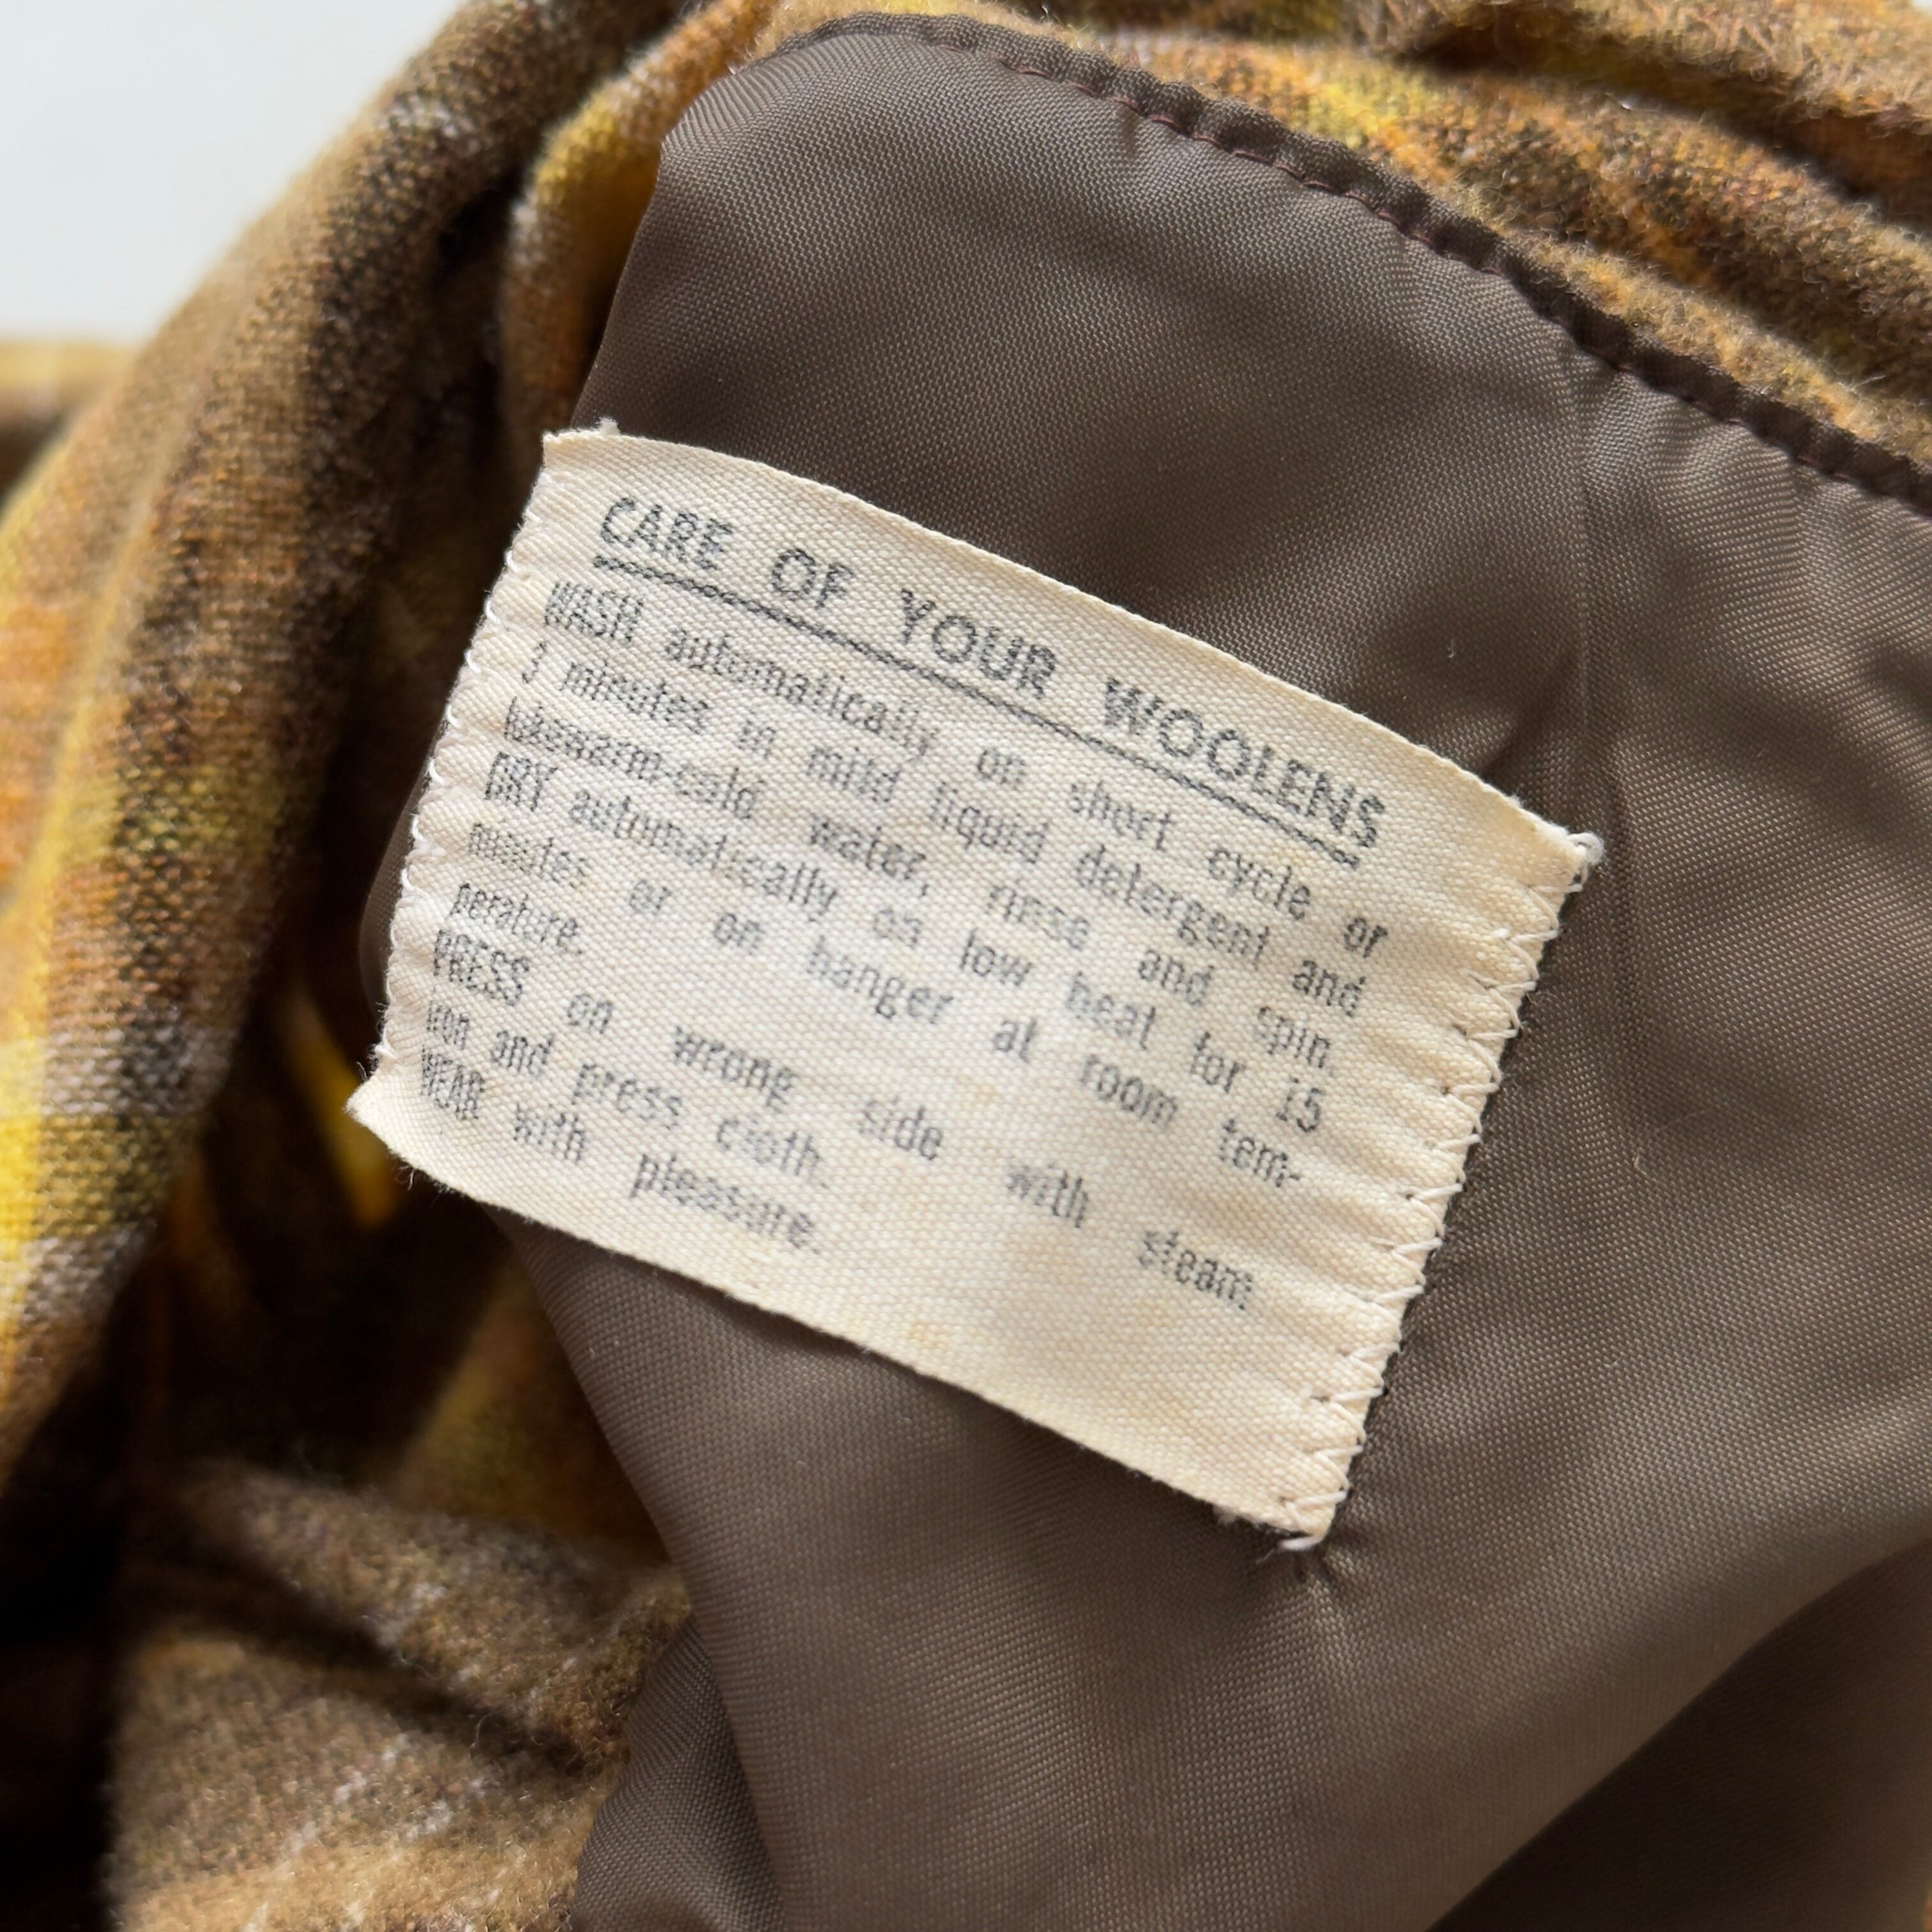 CARE OF YOUR WOOLENS
WASH automatically on short cycle or
3 minutes in mild liquid detergent and
lukewarm-cold water, rinse and spin.
DRY automatically on low heat for 15
minutes or on hanger at room tem-
perature.
PRESS on wrong side with steam
iron and press cloth.
WEAR with pleasure.